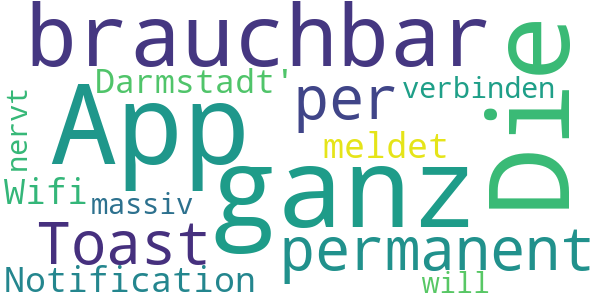 brauchbar
Die
Darmstadt'
App
per
verbinden
nervt
meldet
ganz
Wifi
massiv
Toast
permanent
Notification
will